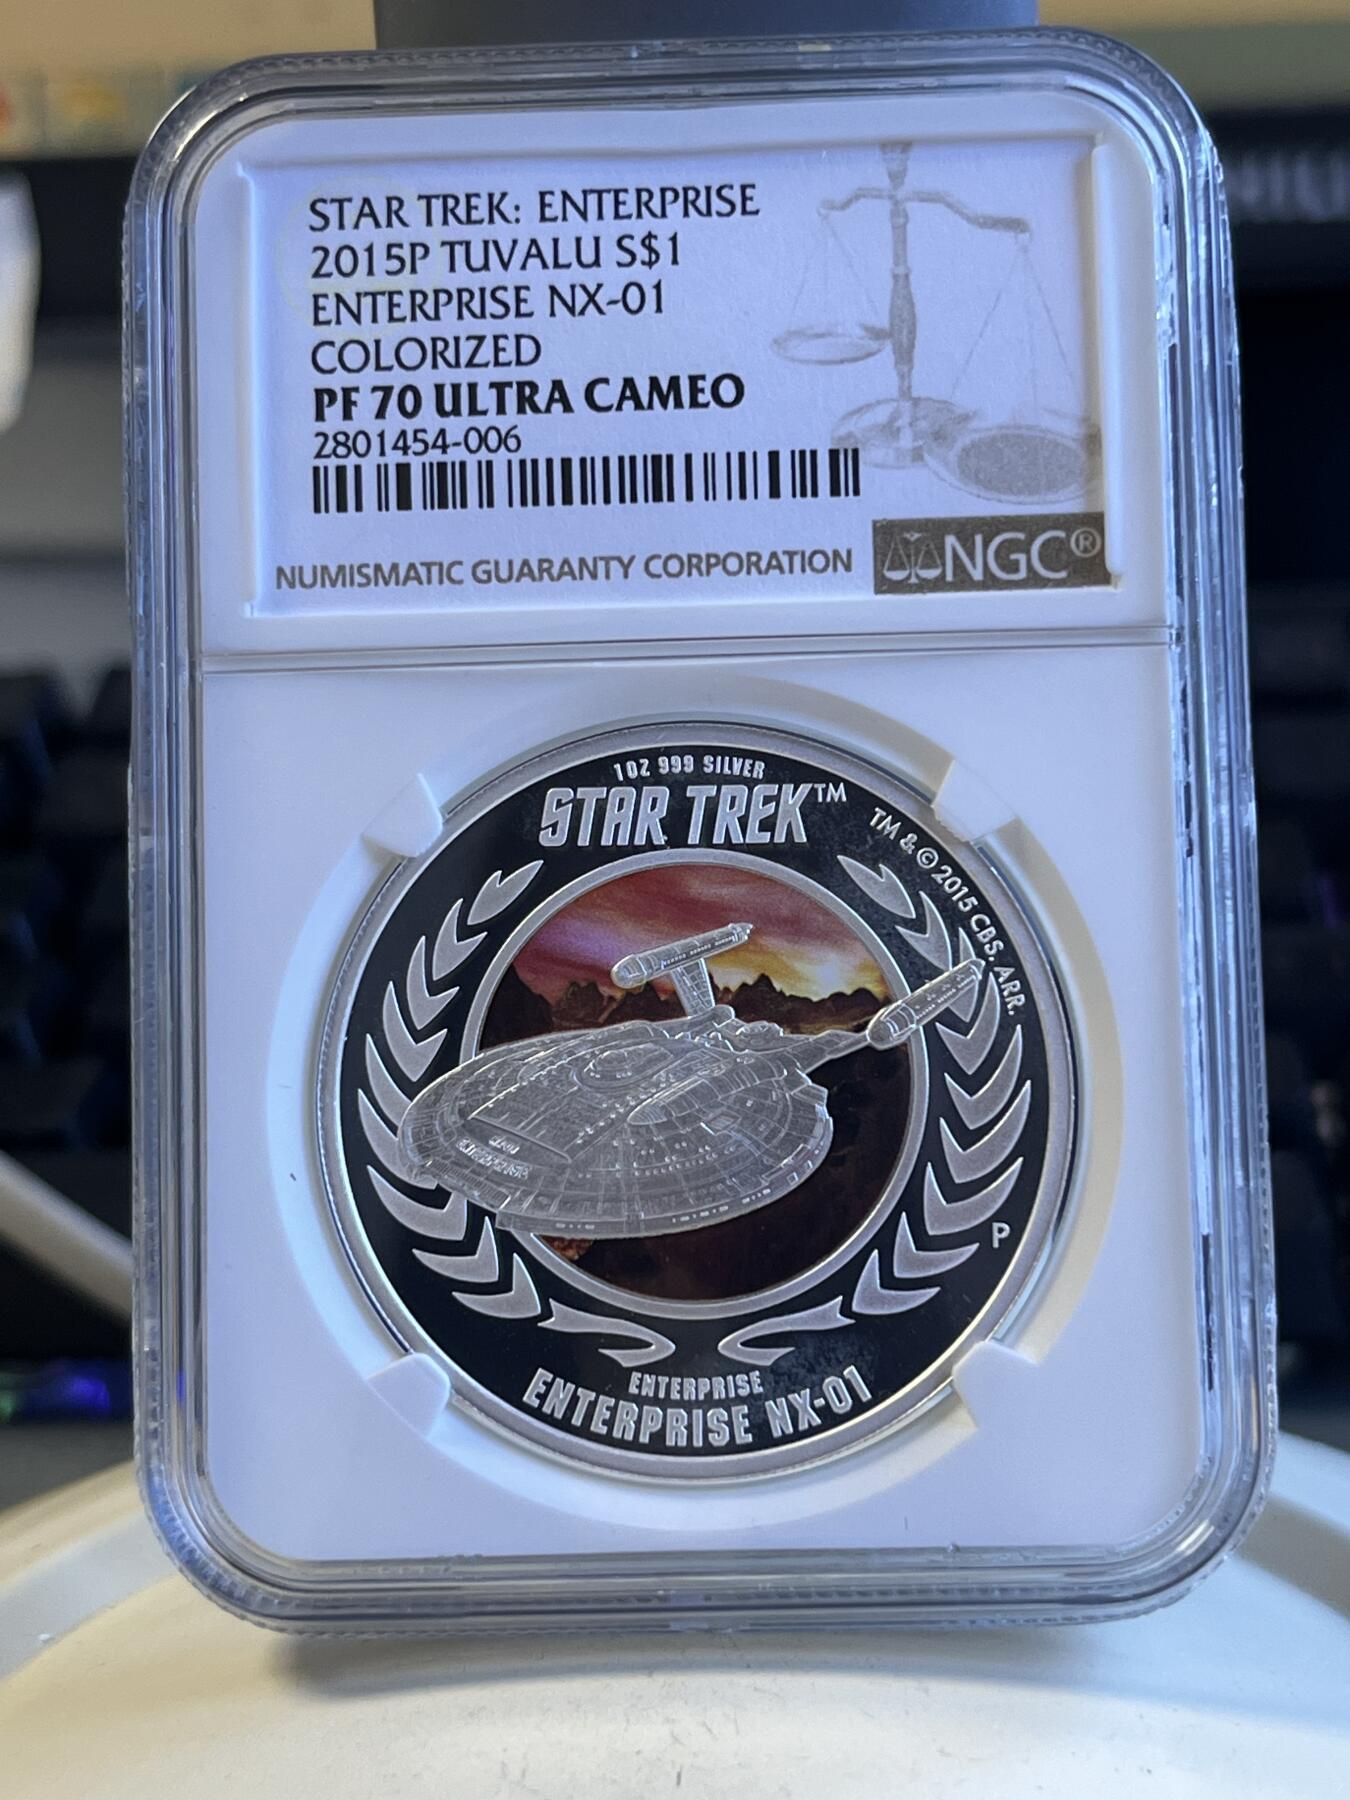 STAR TREK: ENTERPRISE
2015P TUVALU S$1
ENTERPRISE NX-01
COLORIZED
PF 70 ULTRA CAMEO
2801454-006
NUMISMATIC GUARANTY CORPORATION
NGC®
1OZ 999 SILVER
STAR TREK™
TM & © 2015 CBS. ARR.
P
ENTERPRISE
ENTERPRISE NX-01